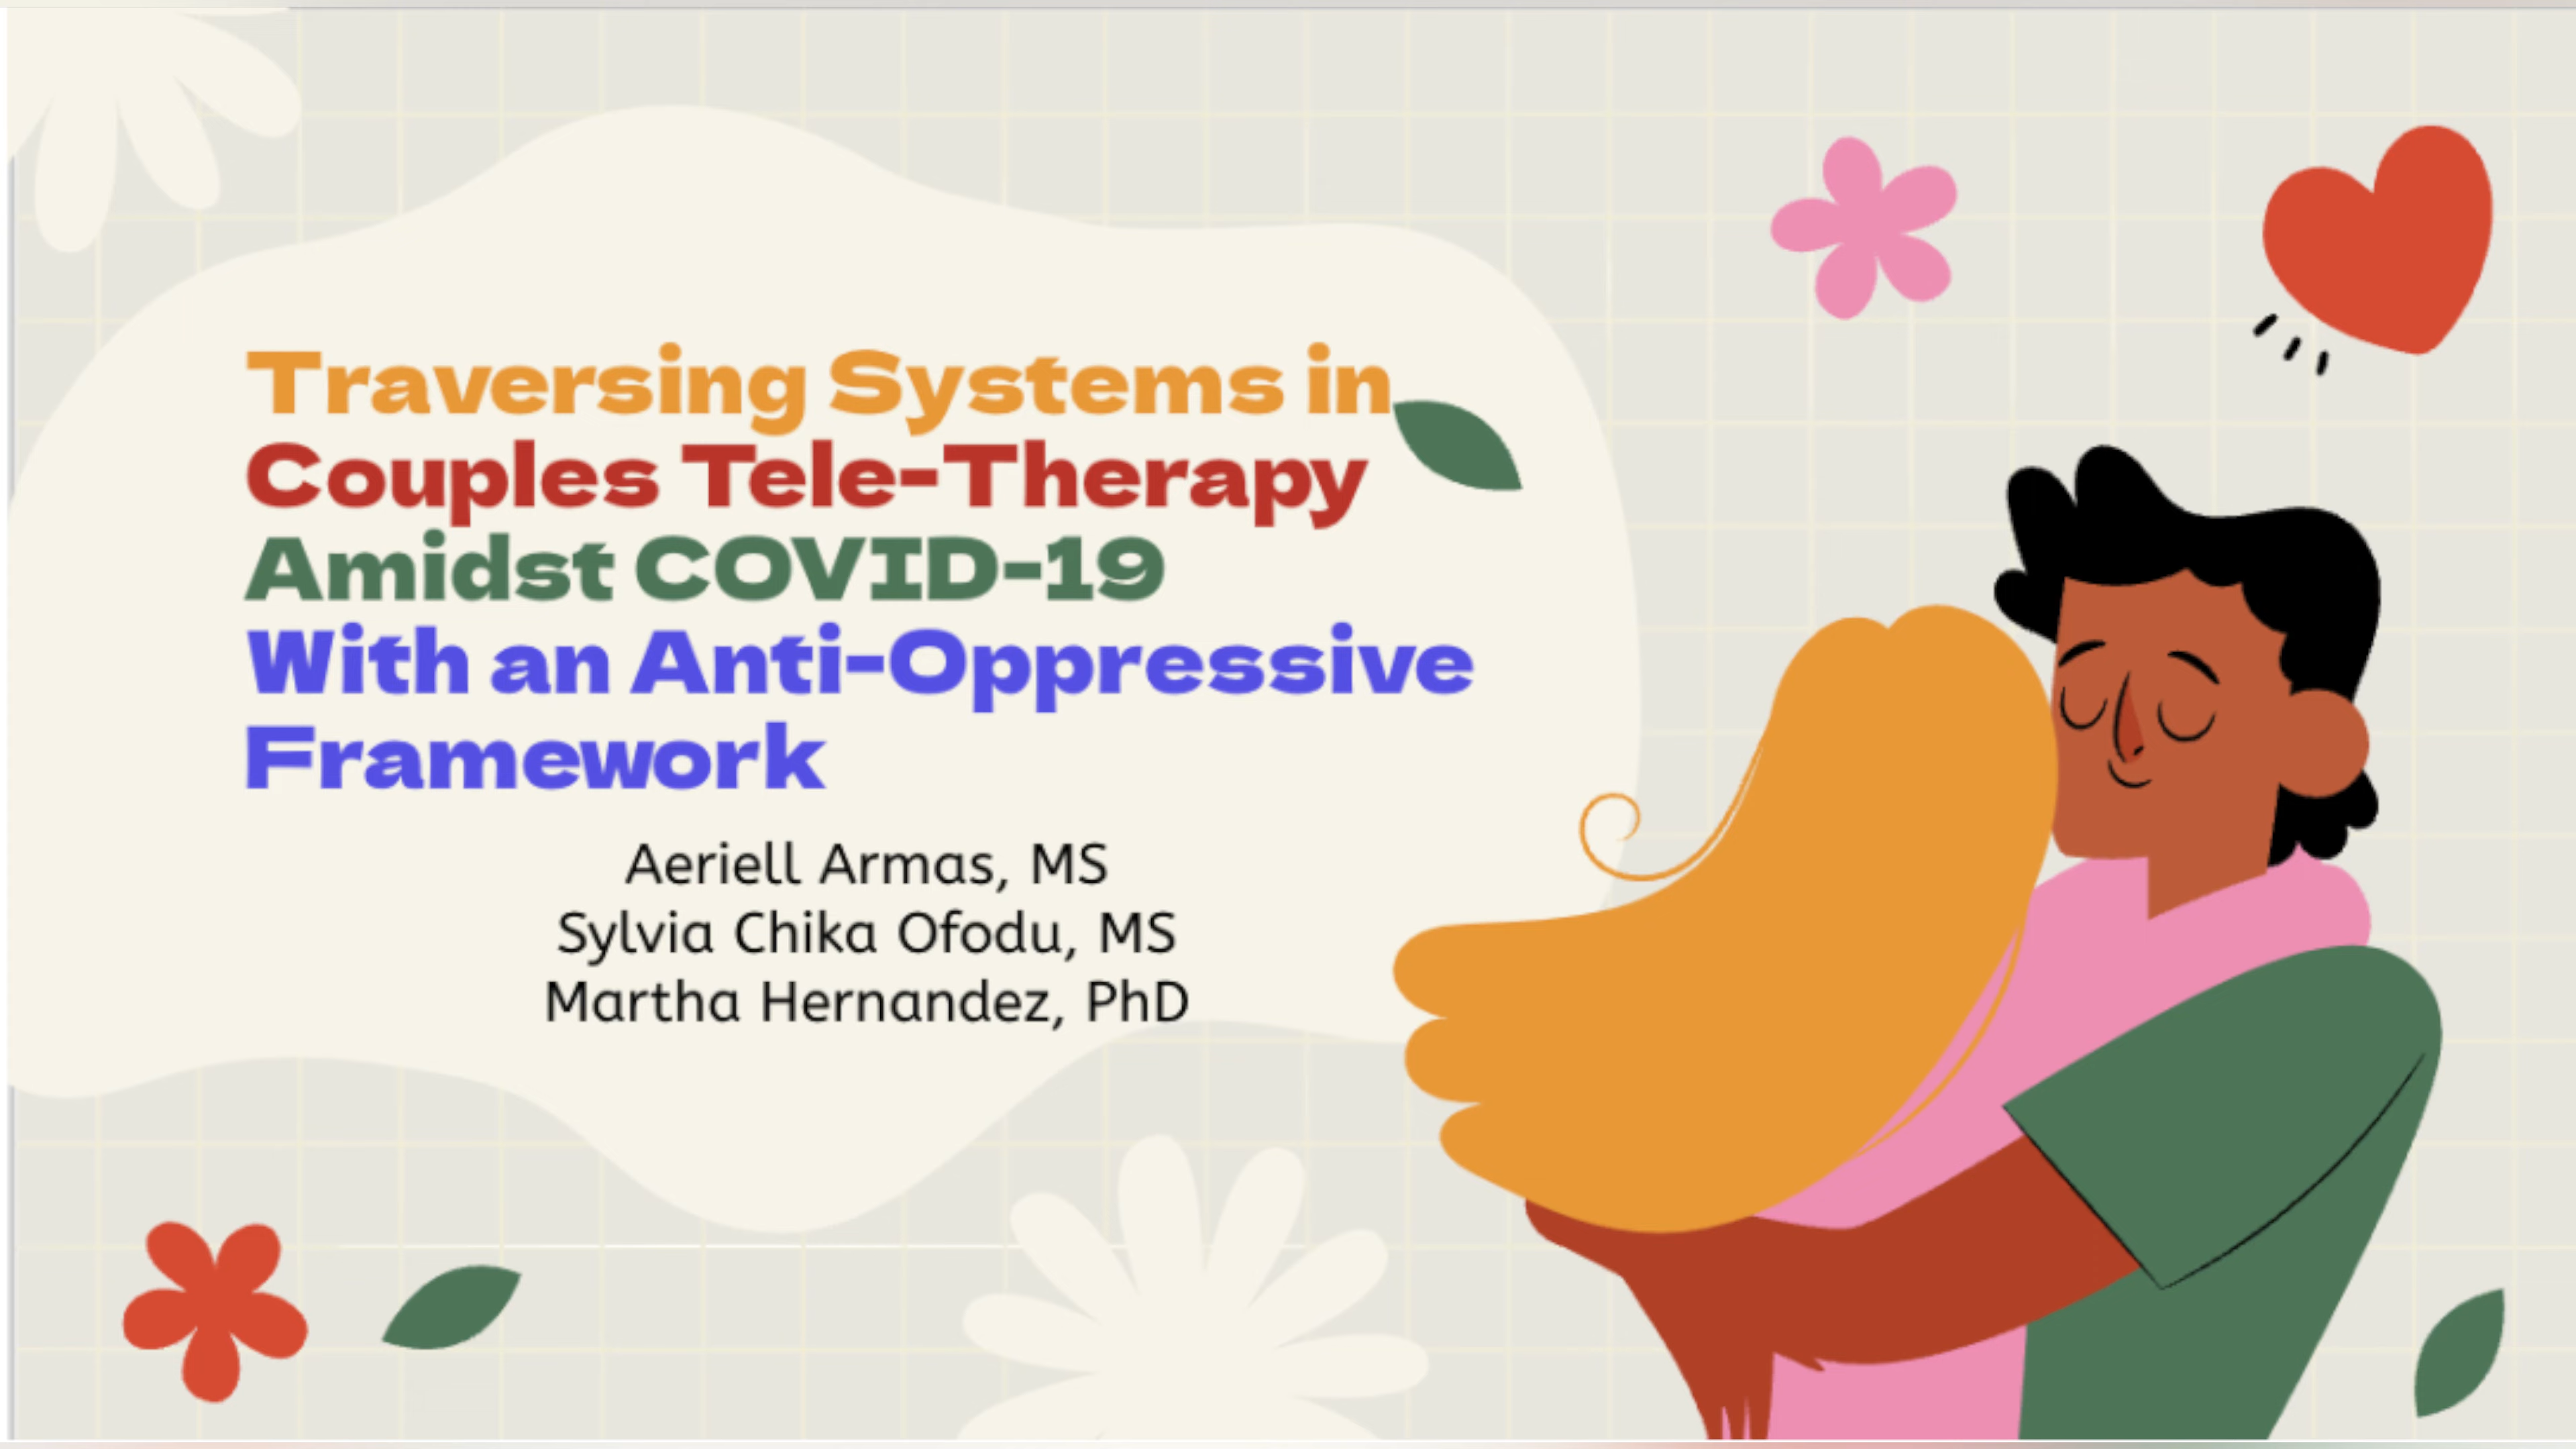 Traversing Systems in
Couples Tele-Therapy
Amidst COVID-19
With an Anti-Oppressive
Framework
Aeriell Armas, MS
Sylvia Chika Ofodu, MS
Martha Hernandez, PhD